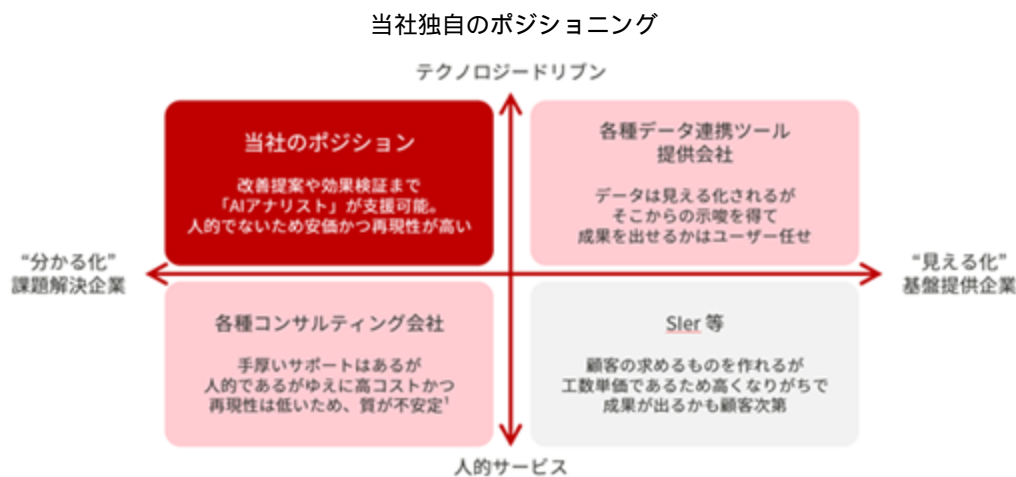 当社独自のポジショニング
テクノロジードリブン
当社のポジション
改善提案や効果検証まで
「AIアナリスト」が支援可能。
人的でないため安価かつ再現性が高い
各種データ連携ツール
提供会社
データは見える化されるが
そこからの示唆を得て
成果を出せるかはユーザー任せ
“分かる化”
課題解決企業
“見える化”
基盤提供企業
各種コンサルティング会社
手厚いサポートはあるが
人的であるがゆえに高コストかつ
再現性は低いため、質が不安定¹
SIer 等
顧客の求めるものを作れるが
工数単価であるため高くなりがちで
成果が出るかも顧客次第
人的サービス